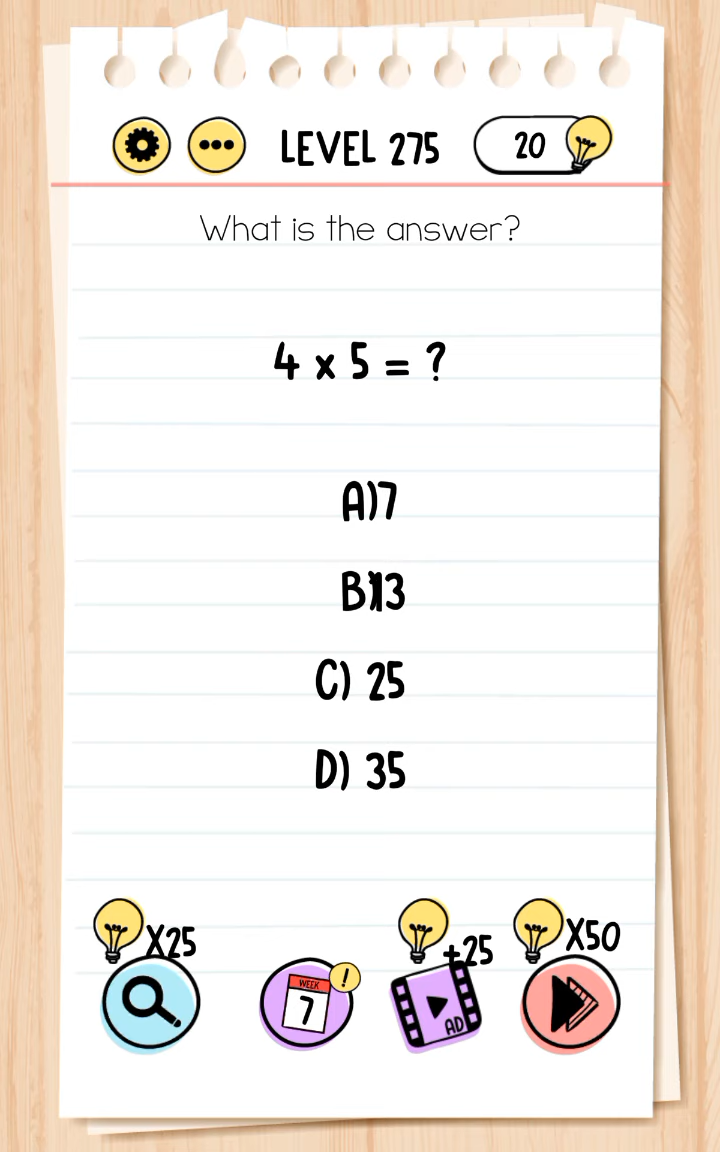 LEVEL 275
20
What is the answer?
4 x 5 = ?
A)7
B)13
C) 25
D) 35
X25
WEEK
7
!
+25
AD
X50